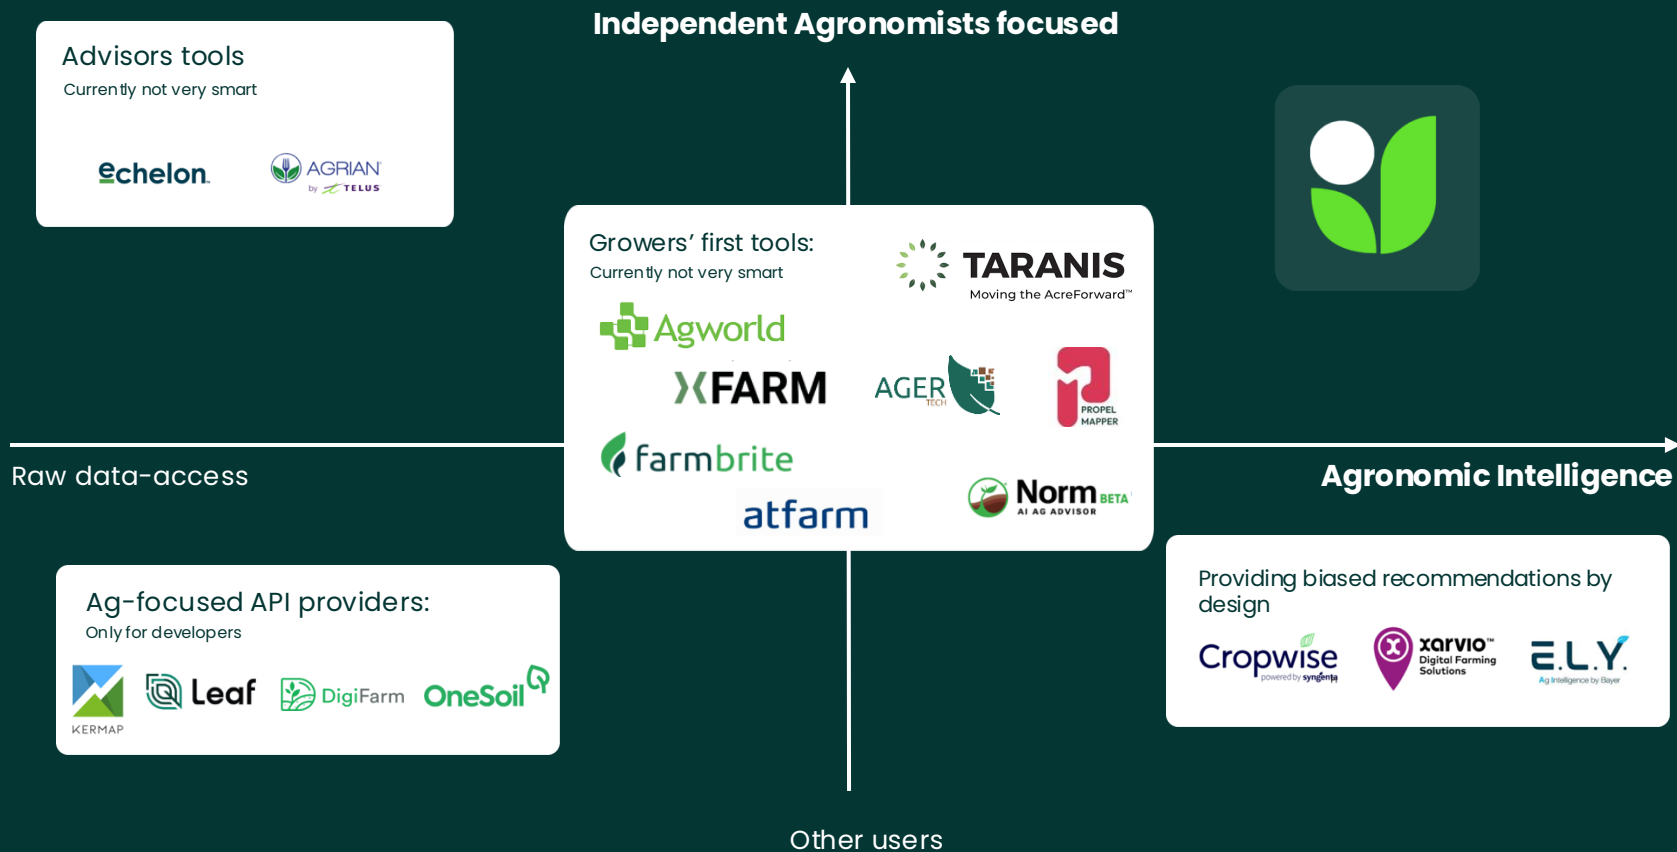 Independent Agronomists focused
Advisors tools
Currently not very smart
echelon
AGRIAN
by TELUS
Growers’ first tools:
Currently not very smart
TARANIS
Moving the AcreForward™
Agworld
XFARM
AGER
TECH
PROPEL
MAPPER
farmbrite
atfarm
Norm BETA
AI AG ADVISOR
Raw data-access
Agronomic Intelligence
Ag-focused API providers:
Only for developers
KERMAP
Leaf
DigiFarm
OneSoil
Providing biased recommendations by
design
Cropwise
powered by syngenta
xarvio™
Digital Farming
Solutions
E.L.Y.
Ag Intelligence by Bayer
Other users